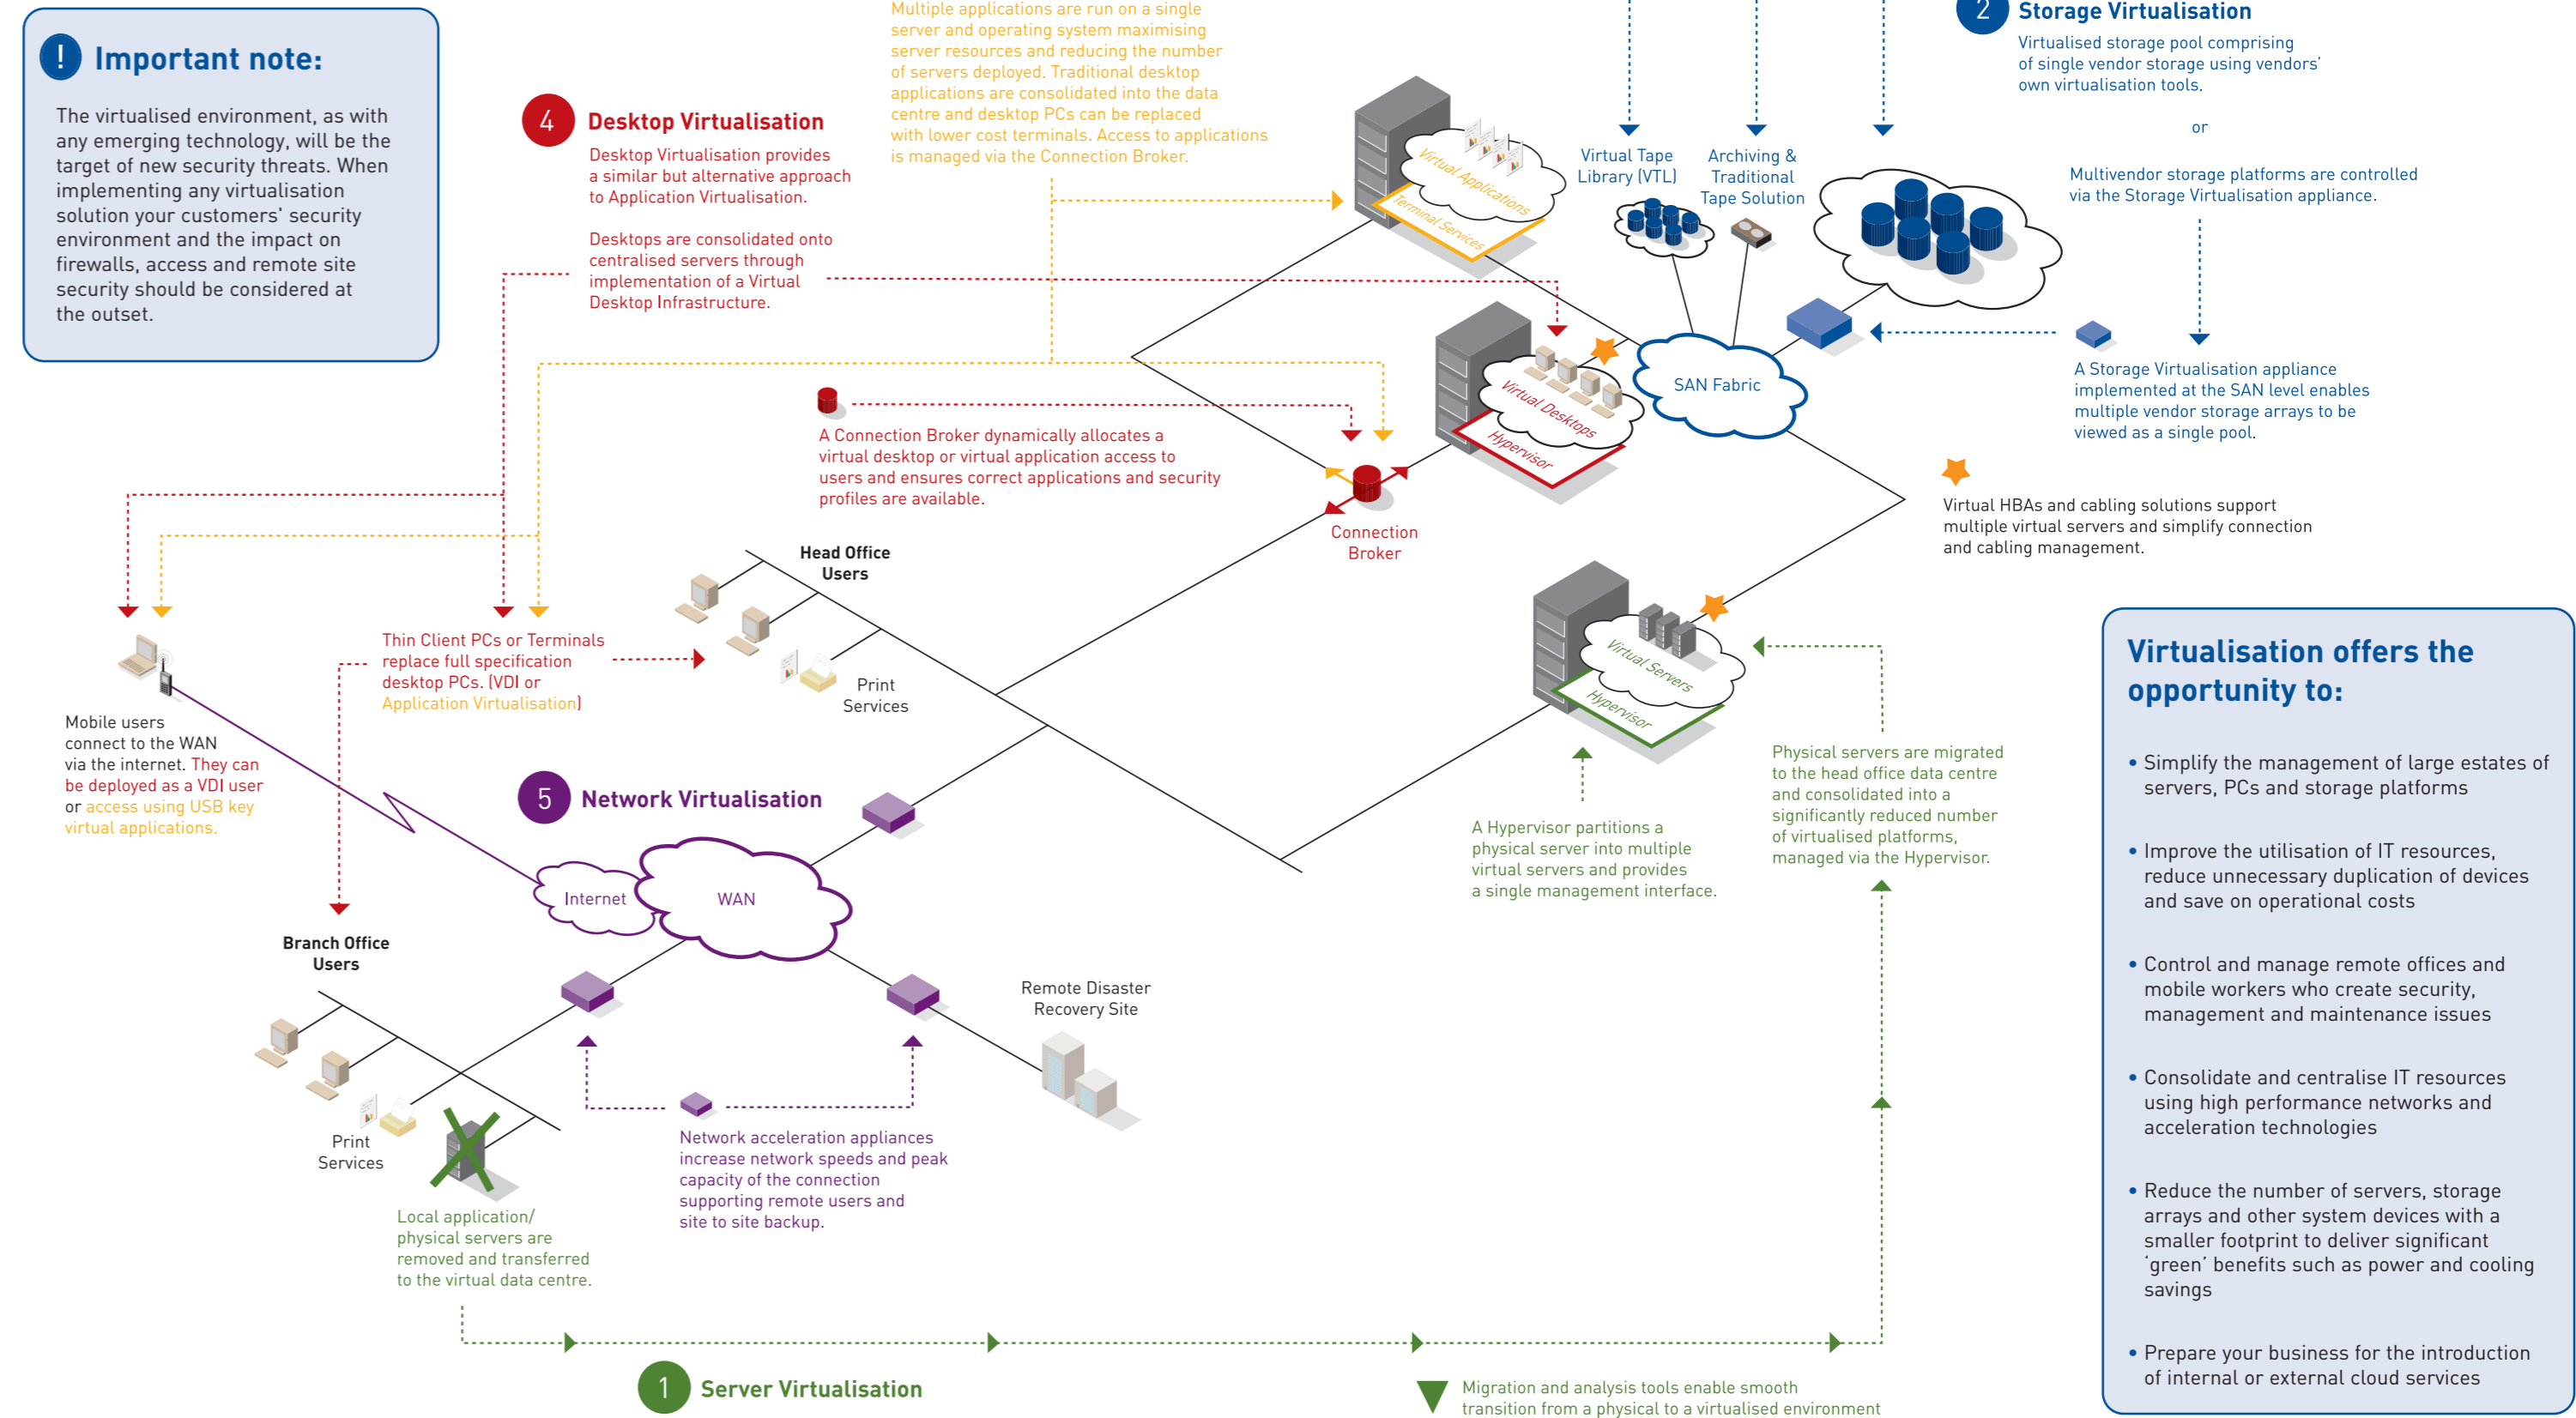 ! Important note:
The virtualised environment, as with
any emerging technology, will be the
target of new security threats. When
implementing any virtualisation
solution your customers' security
environment and the impact on
firewalls, access and remote site
security should be considered at
the outset.
Multiple applications are run on a single
server and operating system maximising
server resources and reducing the number
of servers deployed. Traditional desktop
applications are consolidated into the data
centre and desktop PCs can be replaced
with lower cost terminals. Access to applications
is managed via the Connection Broker.
2 Storage Virtualisation
Virtualised storage pool comprising
of single vendor storage using vendors'
own virtualisation tools.
or
Multivendor storage platforms are controlled
via the Storage Virtualisation appliance.
4 Desktop Virtualisation
Desktop Virtualisation provides
a similar but alternative approach
to Application Virtualisation.
Desktops are consolidated onto
centralised servers through
implementation of a Virtual
Desktop Infrastructure.
Virtual Applications
Terminal Services
Virtual Tape
Library (VTL)
Archiving &
Traditional
Tape Solution
SAN Fabric
A Storage Virtualisation appliance
implemented at the SAN level enables
multiple vendor storage arrays to be
viewed as a single pool.
Virtual Desktops
Hypervisor
A Connection Broker dynamically allocates a
virtual desktop or virtual application access to
users and ensures correct applications and security
profiles are available.
Connection
Broker
Virtual HBAs and cabling solutions support
multiple virtual servers and simplify connection
and cabling management.
Head Office
Users
Print
Services
Thin Client PCs or Terminals
replace full specification
desktop PCs. (VDI or
Application Virtualisation)
Mobile users
connect to the WAN
via the internet. They can
be deployed as a VDI user
or access using USB key
virtual applications.
Virtual Servers
Hypervisor
A Hypervisor partitions a
physical server into multiple
virtual servers and provides
a single management interface.
Physical servers are migrated
to the head office data centre
and consolidated into a
significantly reduced number
of virtualised platforms,
managed via the Hypervisor.
5 Network Virtualisation
Internet
WAN
Branch Office
Users
Print
Services
Remote Disaster
Recovery Site
Network acceleration appliances
increase network speeds and peak
capacity of the connection
supporting remote users and
site to site backup.
Local application/
physical servers are
removed and transferred
to the virtual data centre.
1 Server Virtualisation
Migration and analysis tools enable smooth
transition from a physical to a virtualised environment
Virtualisation offers the
opportunity to:
• Simplify the management of large estates of
servers, PCs and storage platforms
• Improve the utilisation of IT resources,
reduce unnecessary duplication of devices
and save on operational costs
• Control and manage remote offices and
mobile workers who create security,
management and maintenance issues
• Consolidate and centralise IT resources
using high performance networks and
acceleration technologies
• Reduce the number of servers, storage
arrays and other system devices with a
smaller footprint to deliver significant
'green' benefits such as power and cooling
savings
• Prepare your business for the introduction
of internal or external cloud services